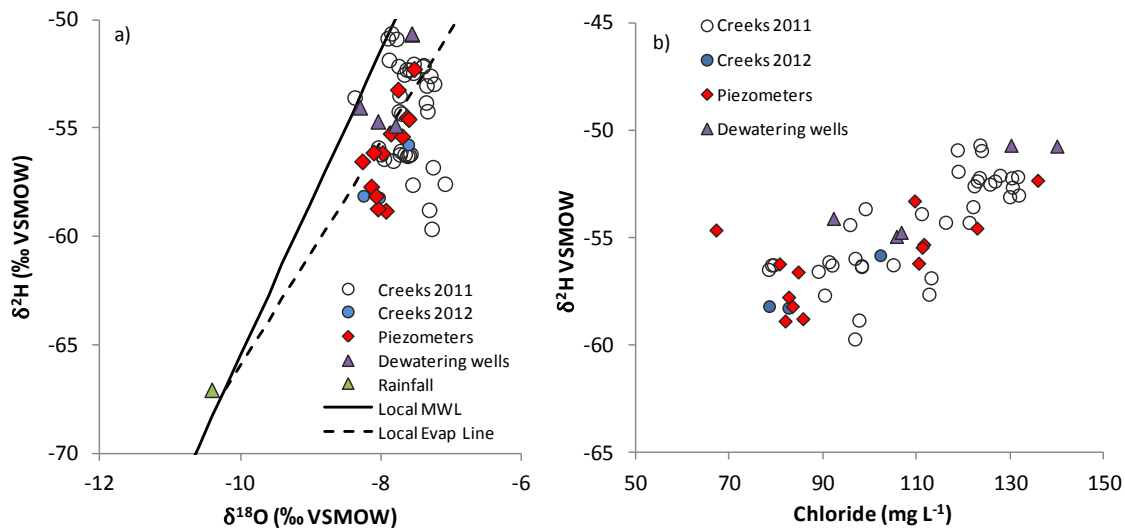 a)
-50
-55
-60
-65
-70
δ²H (‰ VSMOW)
-12
-10
-8
-6
δ¹⁸O (‰ VSMOW)
Creeks 2011
Creeks 2012
Piezometers
Dewatering wells
Rainfall
Local MWL
Local Evap Line
b)
-45
-50
-55
-60
-65
δ²H VSMOW
50
70
90
110
130
150
Chloride (mg L⁻¹)
Creeks 2011
Creeks 2012
Piezometers
Dewatering wells